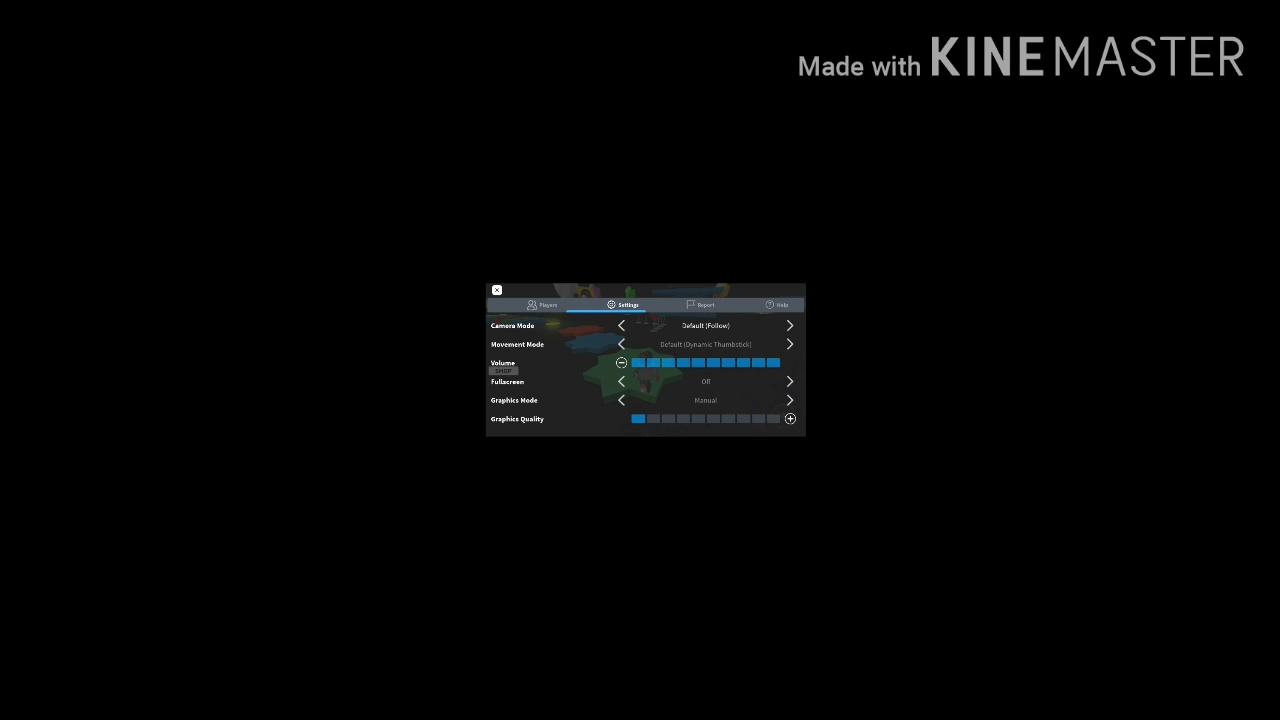 Made with KINEMASTER
Players Settings Report Help
Camera Mode Default (Follow)
Movement Mode Default (Dynamic Thumbstick)
Volume
SHOP
Fullscreen Off
Graphics Mode Manual
Graphics Quality